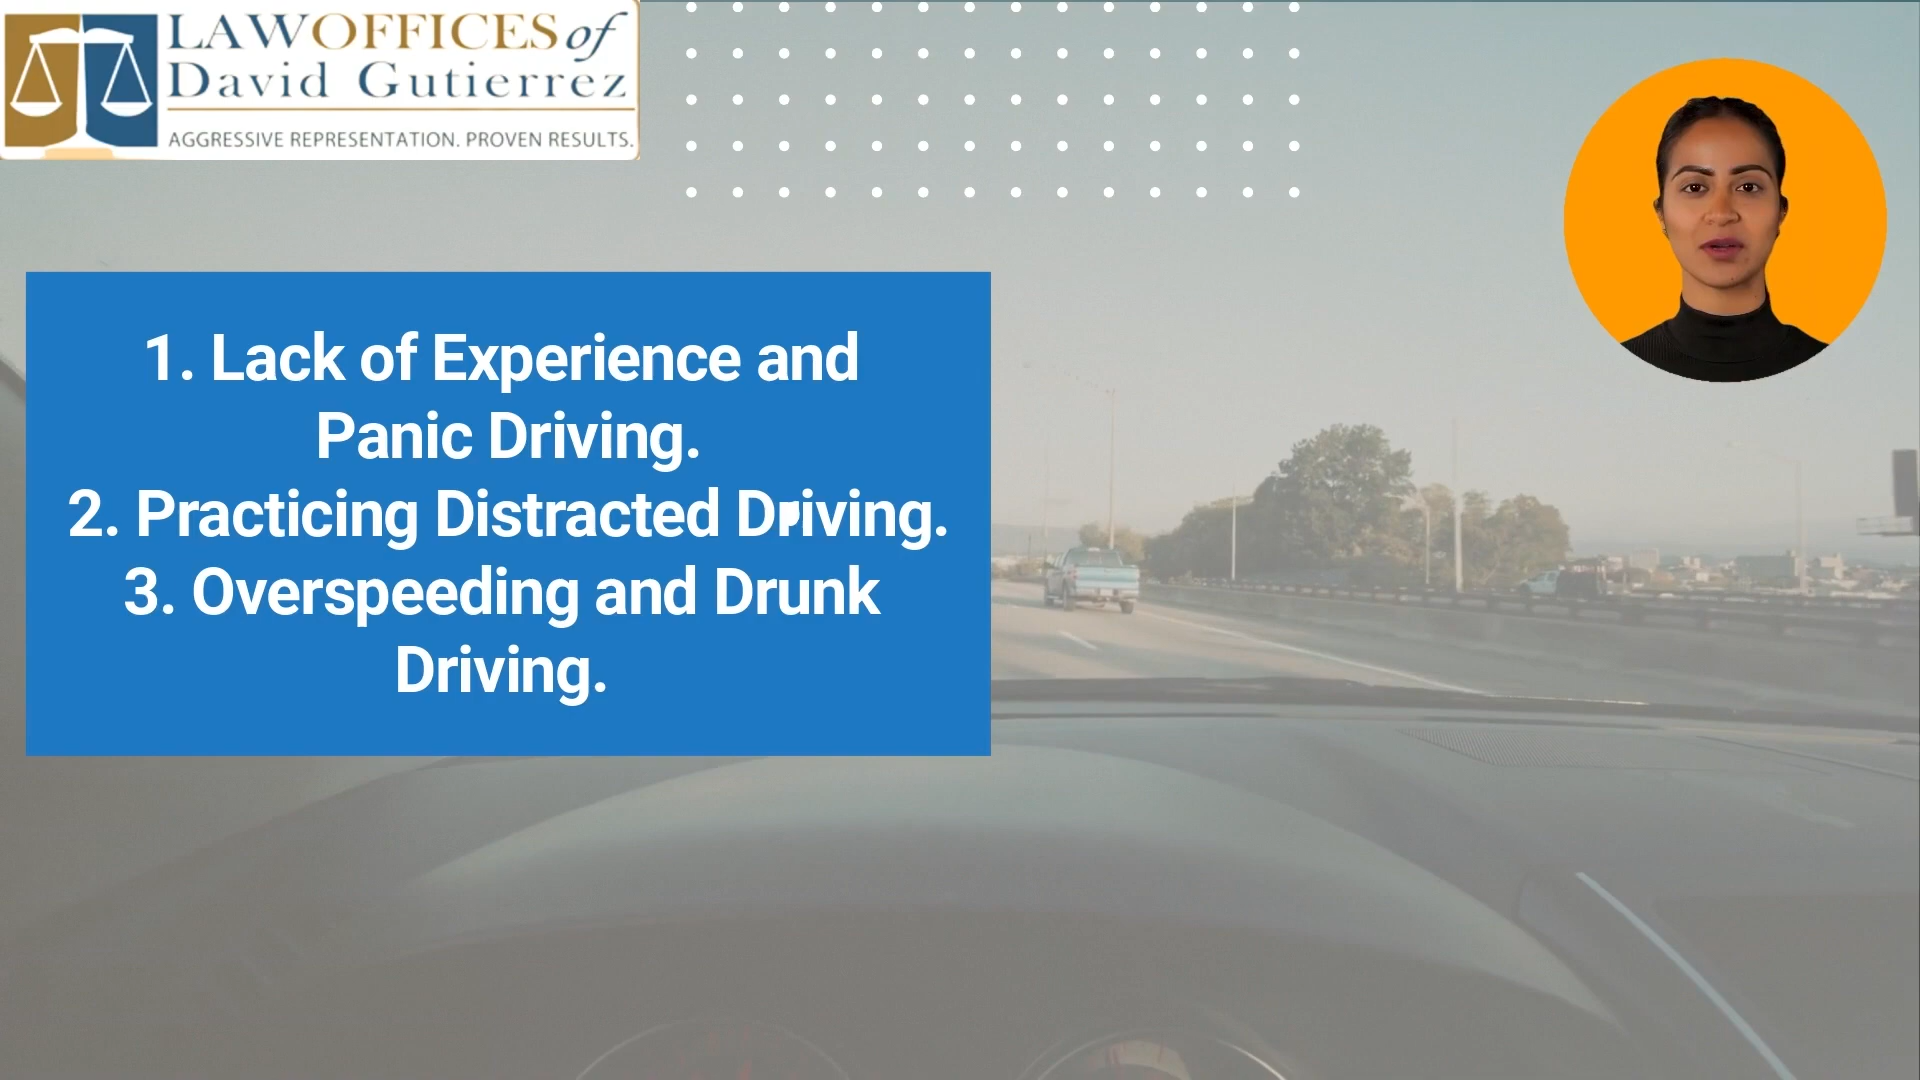 LAWOFFICES of
David Gutierrez
AGGRESSIVE REPRESENTATION. PROVEN RESULTS.
1. Lack of Experience and
Panic Driving.
2. Practicing Distracted Driving.
3. Overspeeding and Drunk
Driving.